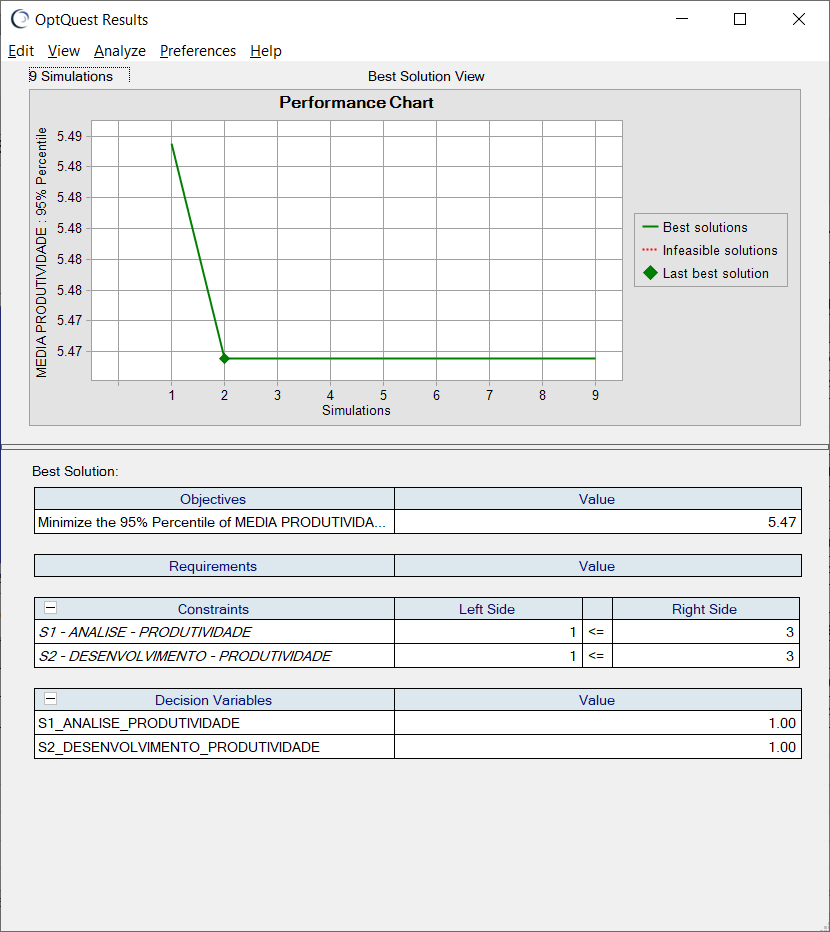 OptQuest Results
Edit View Analyze Preferences Help
9 Simulations Best Solution View
Performance Chart
MEDIA PRODUTIVIDADE : 95% Percentile
5.49
5.48
5.48
5.48
5.48
5.48
5.47
5.47
1 2 3 4 5 6 7 8 9
Simulations
Best solutions
Infeasible solutions
Last best solution
Best Solution:
Objectives Value
Minimize the 95% Percentile of MEDIA PRODUTIVIDA... 5.47
Requirements Value
Constraints Left Side Right Side
S1 - ANALISE - PRODUTIVIDADE 1 <= 3
S2 - DESENVOLVIMENTO - PRODUTIVIDADE 1 <= 3
Decision Variables Value
S1_ANALISE_PRODUTIVIDADE 1.00
S2_DESENVOLVIMENTO_PRODUTIVIDADE 1.00